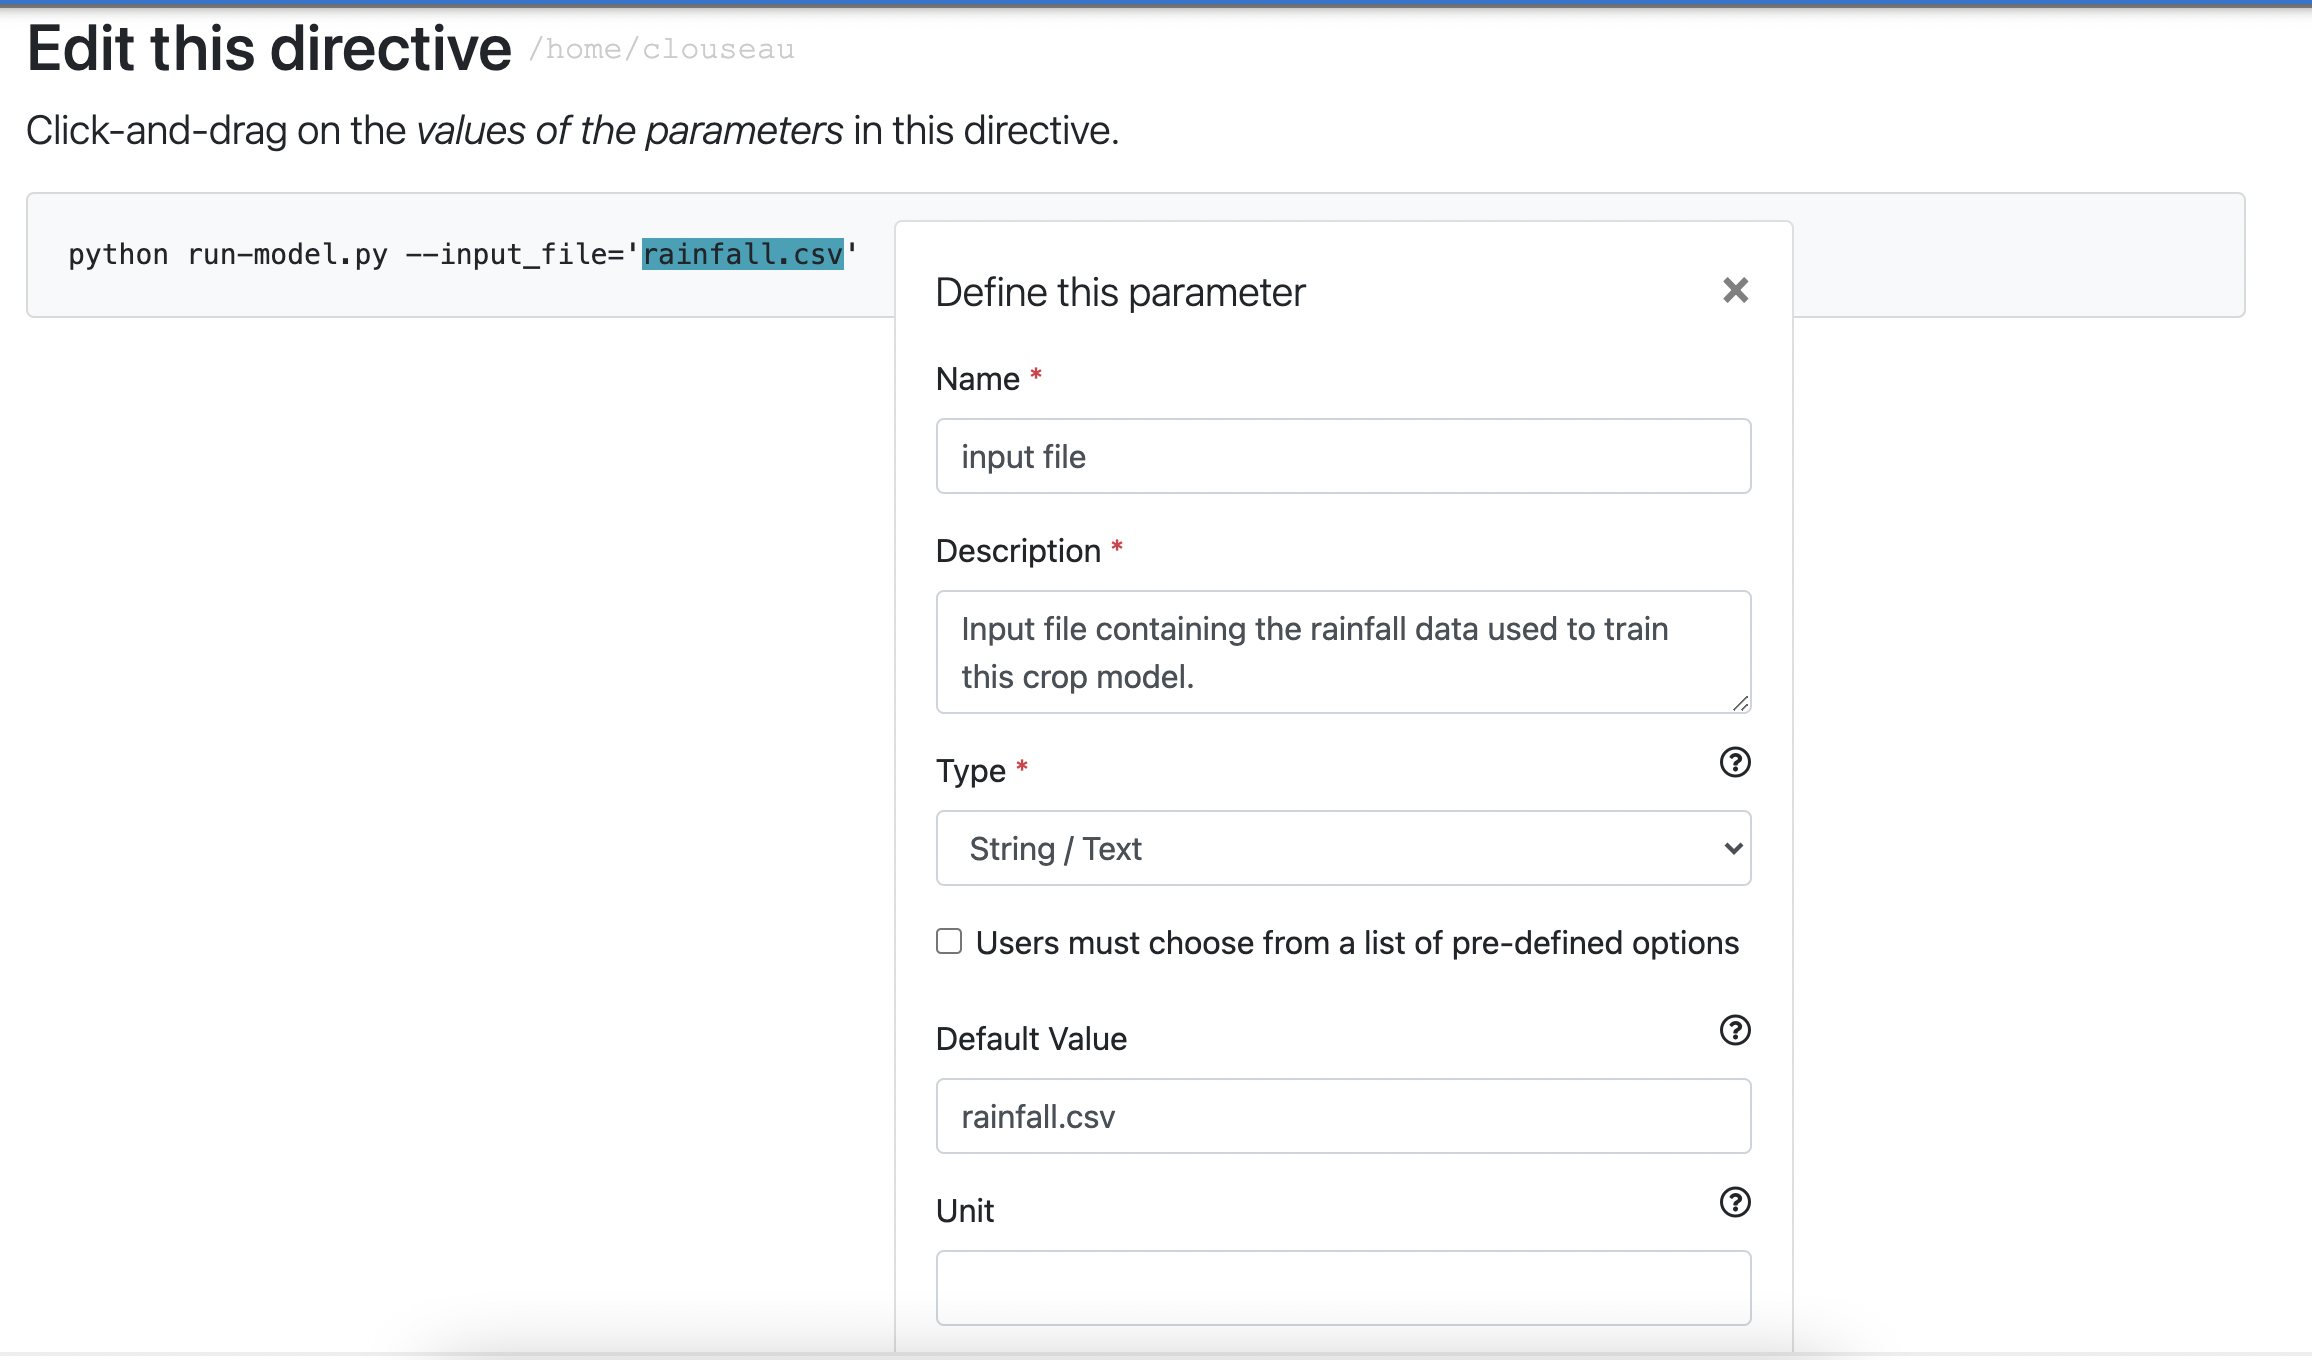 Edit this directive /home/clouseau
Click-and-drag on the values of the parameters in this directive.
python run-model.py --input_file='rainfall.csv'
Define this parameter
Name *
input file
Description *
Input file containing the rainfall data used to train
this crop model.
Type *
String / Text
Users must choose from a list of pre-defined options
Default Value
rainfall.csv
Unit